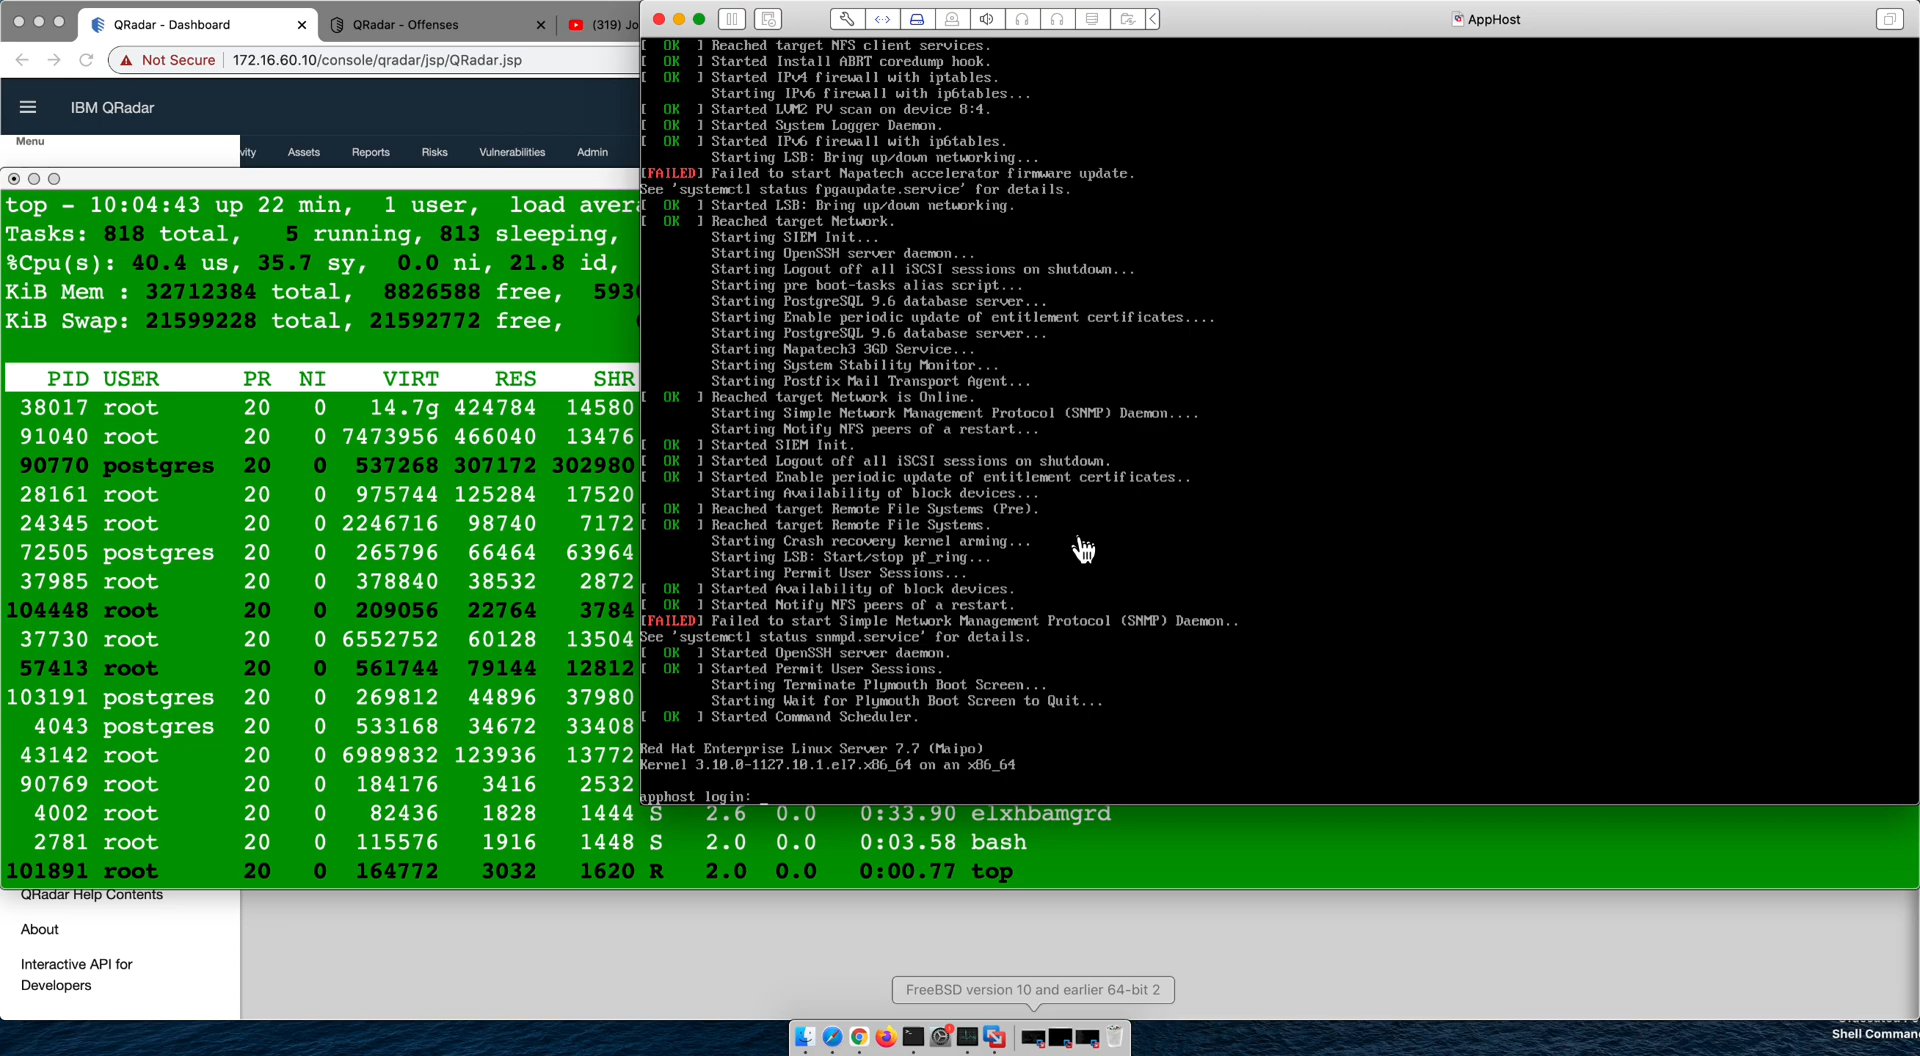 QRadar - Dashboard
QRadar - Offenses
(319) Jo
Not Secure
172.16.60.10/console/qradar/jsp/QRadar.jsp
IBM QRadar
Menu
vity
Assets
Reports
Risks
Vulnerabilities
Admin
top - 10:04:43 up 22 min, 1 user, load avera
Tasks: 818 total, 5 running, 813 sleeping,
%Cpu(s): 40.4 us, 35.7 sy, 0.0 ni, 21.8 id,
KiB Mem : 32712384 total, 8826588 free, 593
KiB Swap: 21599228 total, 21592772 free,
PID USER PR NI VIRT RES SHR
38017 root 20 0 14.7g 424784 14580
91040 root 20 0 7473956 466040 13476
90770 postgres 20 0 537268 307172 302980
28161 root 20 0 975744 125284 17520
24345 root 20 0 2246716 98740 7172
72505 postgres 20 0 265796 66464 63964
37985 root 20 0 378840 38532 2872
104448 root 20 0 209056 22764 3784
37730 root 20 0 6552752 60128 13504
57413 root 20 0 561744 79144 12812
103191 postgres 20 0 269812 44896 37980
4043 postgres 20 0 533168 34672 33408
43142 root 20 0 6989832 123936 13772
90769 root 20 0 184176 3416 2532
4002 root 20 0 82436 1828 1444 S 2.6 0.0 0:33.90 elxhbamgrd
2781 root 20 0 115576 1916 1448 S 2.0 0.0 0:03.58 bash
101891 root 20 0 164772 3032 1620 R 2.0 0.0 0:00.77 top
AppHost
[ OK ] Reached target NFS client services.
[ OK ] Started Install ABRT coredump hook.
[ OK ] Started IPv4 firewall with iptables.
Starting IPv6 firewall with ip6tables...
[ OK ] Started LVM2 PV scan on device 8:4.
[ OK ] Started System Logger Daemon.
[ OK ] Started IPv6 firewall with ip6tables.
Starting LSB: Bring up/down networking...
[FAILED] Failed to start Napatech accelerator firmware update.
See 'systemctl status fpgaupdate.service' for details.
[ OK ] Started LSB: Bring up/down networking.
[ OK ] Reached target Network.
Starting SIEM Init...
Starting OpenSSH server daemon...
Starting Logout off all iSCSI sessions on shutdown...
Starting pre boot-tasks alias script...
Starting PostgreSQL 9.6 database server...
Starting Enable periodic update of entitlement certificates....
Starting PostgreSQL 9.6 database server...
Starting Napatech3 3GD Service...
Starting System Stability Monitor...
Starting Postfix Mail Transport Agent...
[ OK ] Reached target Network is Online.
Starting Simple Network Management Protocol (SNMP) Daemon....
Starting Notify NFS peers of a restart...
[ OK ] Started SIEM Init.
[ OK ] Started Logout off all iSCSI sessions on shutdown.
[ OK ] Started Enable periodic update of entitlement certificates..
Starting Availability of block devices...
[ OK ] Reached target Remote File Systems (Pre).
[ OK ] Reached target Remote File Systems.
Starting Crash recovery kernel arming...
Starting LSB: Start/stop pf_ring...
Starting Permit User Sessions...
[ OK ] Started Availability of block devices.
[ OK ] Started Notify NFS peers of a restart.
[FAILED] Failed to start Simple Network Management Protocol (SNMP) Daemon..
See 'systemctl status snmpd.service' for details.
[ OK ] Started OpenSSH server daemon.
[ OK ] Started Permit User Sessions.
Starting Terminate Plymouth Boot Screen...
Starting Wait for Plymouth Boot Screen to Quit...
[ OK ] Started Command Scheduler.
Red Hat Enterprise Linux Server 7.7 (Maipo)
Kernel 3.10.0-1127.10.1.el7.x86_64 on an x86_64
apphost login: _
QRadar Help Contents
About
Interactive API for
Developers
FreeBSD version 10 and earlier 64-bit 2
Shell Comman